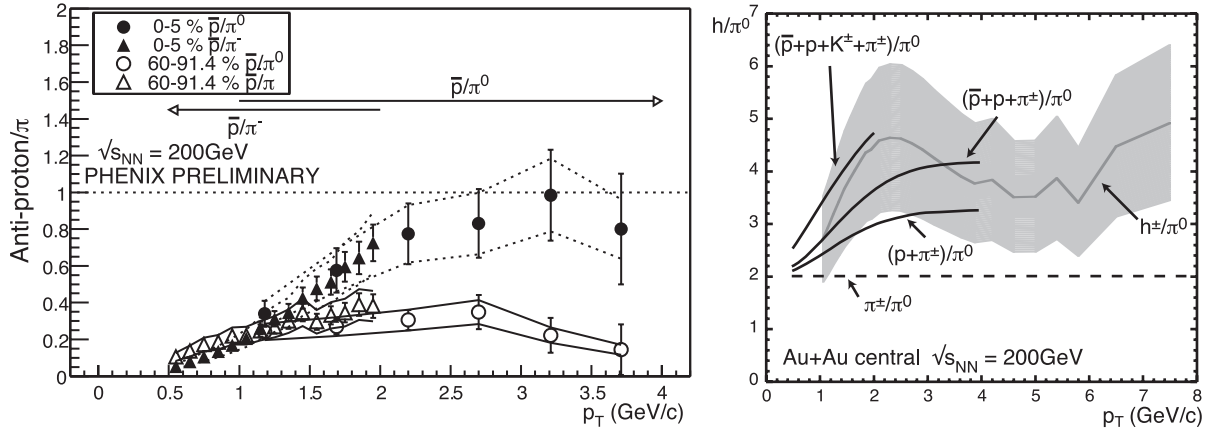 Anti-proton/π
2
1.8
1.6
1.4
1.2
1
0.8
0.6
0.4
0.2
0
0-5 % p̅/π⁰
0-5 % p̅/π⁻
60-91.4 % p̅/π⁰
60-91.4 % p̅/π
p̅/π⁰
p̅/π⁻
√sNN = 200GeV
PHENIX PRELIMINARY
0 0.5 1 1.5 2 2.5 3 3.5 4
pT (GeV/c)
h/π⁰
7
6
5
4
3
2
1
0
(p̅+p+K±+π±)/π⁰
(p̅+p+π±)/π⁰
h±/π⁰
(p+π±)/π⁰
π±/π⁰
Au+Au central √sNN = 200GeV
0 1 2 3 4 5 6 7 8
pT (GeV/c)